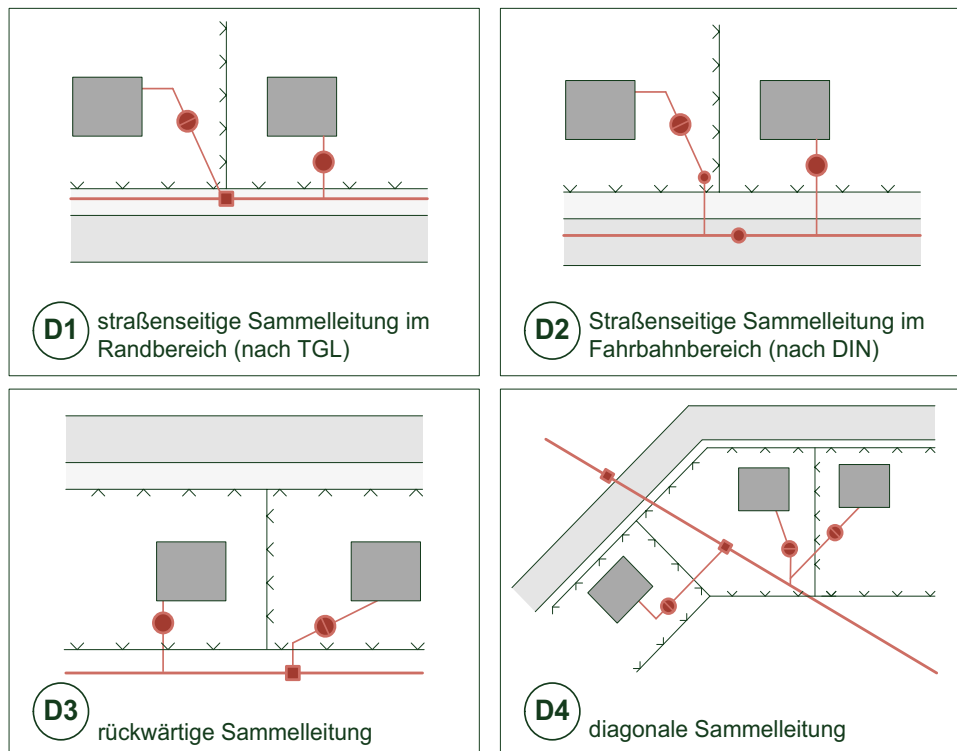 D1
straßenseitige Sammelleitung im
Randbereich (nach TGL)
D2
Straßenseitige Sammelleitung im
Fahrbahnbereich (nach DIN)
D3
rückwärtige Sammelleitung
D4
diagonale Sammelleitung